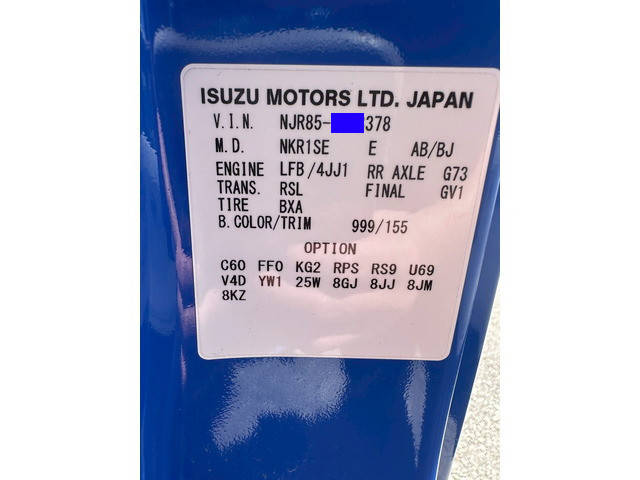 ISUZU MOTORS LTD. JAPAN
V.I.N. NJR85- 378
M.D. NKR1SE E AB/BJ
ENGINE LFB/4JJ1 RR AXLE G73
TRANS. RSL FINAL GV1
TIRE BXA
B.COLOR/TRIM 999/155
OPTION
C60 FF0 KG2 RPS RS9 U69
V4D YW1 25W 8GJ 8JJ 8JM
8KZ